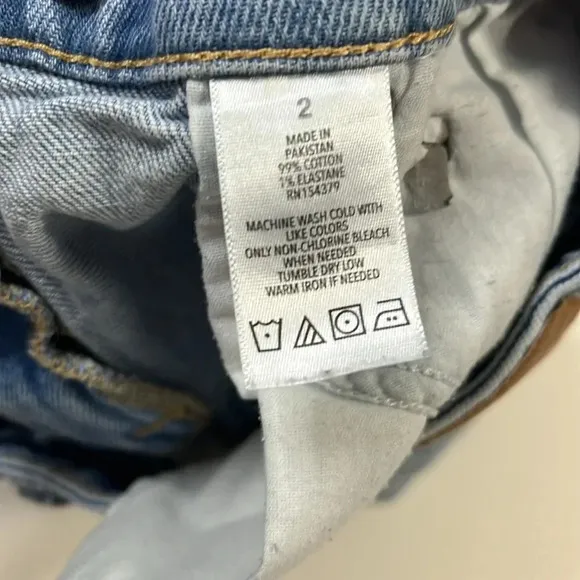 2
MADE IN
PAKISTAN
99% COTTON
1% ELASTANE
RN154379
MACHINE WASH COLD WITH
LIKE COLORS
ONLY NON-CHLORINE BLEACH
WHEN NEEDED
TUMBLE DRY LOW
WARM IRON IF NEEDED